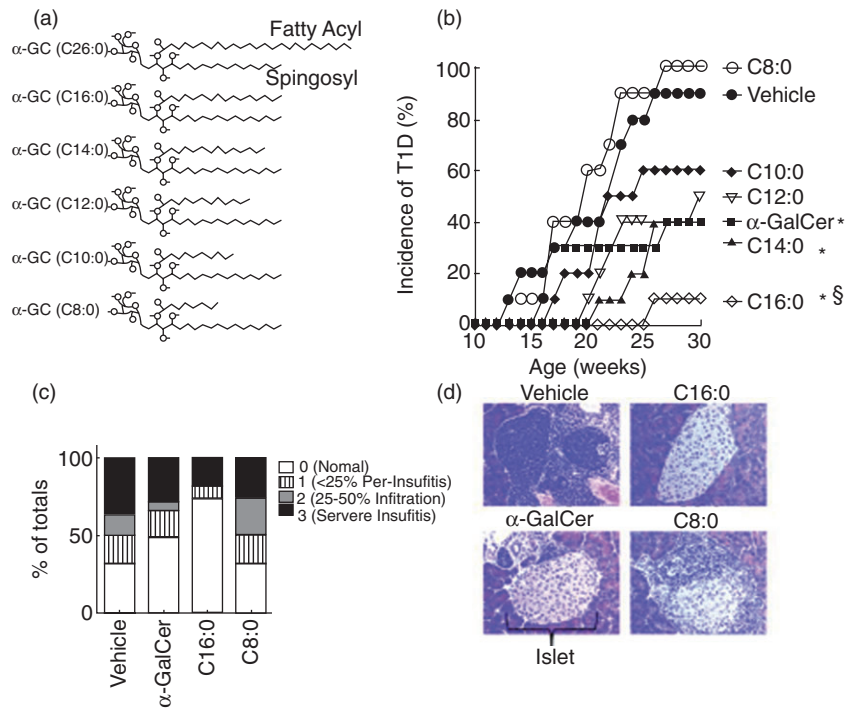 (a)
Fatty Acyl
α-GC (C26:0)
Spingosyl
α-GC (C16:0)
α-GC (C14:0)
α-GC (C12:0)
α-GC (C10:0)
α-GC (C8:0)
(b)
Incidence of T1D (%)
100
80
60
40
20
0
10 15 20 25 30
Age (weeks)
C8:0
Vehicle
C10:0
C12:0
α-GalCer *
C14:0 *
C16:0 * §
(c)
% of totals
100
50
0
Vehicle
α-GalCer
C16:0
C8:0
0 (Nomal)
1 (<25% Per-Insufitis)
2 (25-50% Infitration)
3 (Servere Insufitis)
(d)
Vehicle C16:0
α-GalCer C8:0
Islet